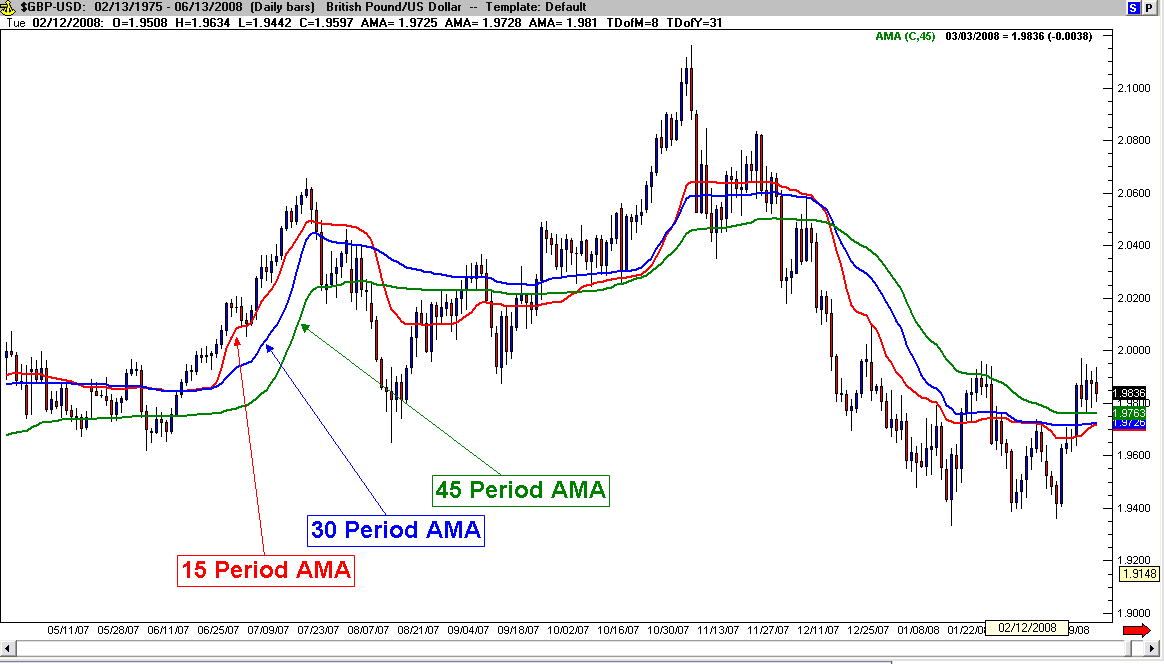 $GBP-USD: 02/13/1975 - 06/13/2008 (Daily bars) British Pound/US Dollar -- Template: Default
S P
Tue 02/12/2008: O=1.9508 H=1.9634 L=1.9442 C=1.9597 AMA= 1.9725 AMA= 1.9728 AMA= 1.981 TDofM=8 TDofY=31
AMA (C,45) 03/03/2008 = 1.9836 (-0.0038)
2.1000
2.0800
2.0600
2.0400
2.0200
2.0000
1.9836
1.9800
1.9763
1.9726
1.9600
1.9400
1.9200
1.9148
1.9000
45 Period AMA
30 Period AMA
15 Period AMA
05/11/07 05/28/07 06/11/07 06/25/07 07/09/07 07/23/07 08/07/07 08/21/07 09/04/07 09/18/07 10/02/07 10/16/07 10/30/07 11/13/07 11/27/07 12/11/07 12/25/07 01/08/08 01/22/0 02/12/2008 9/08